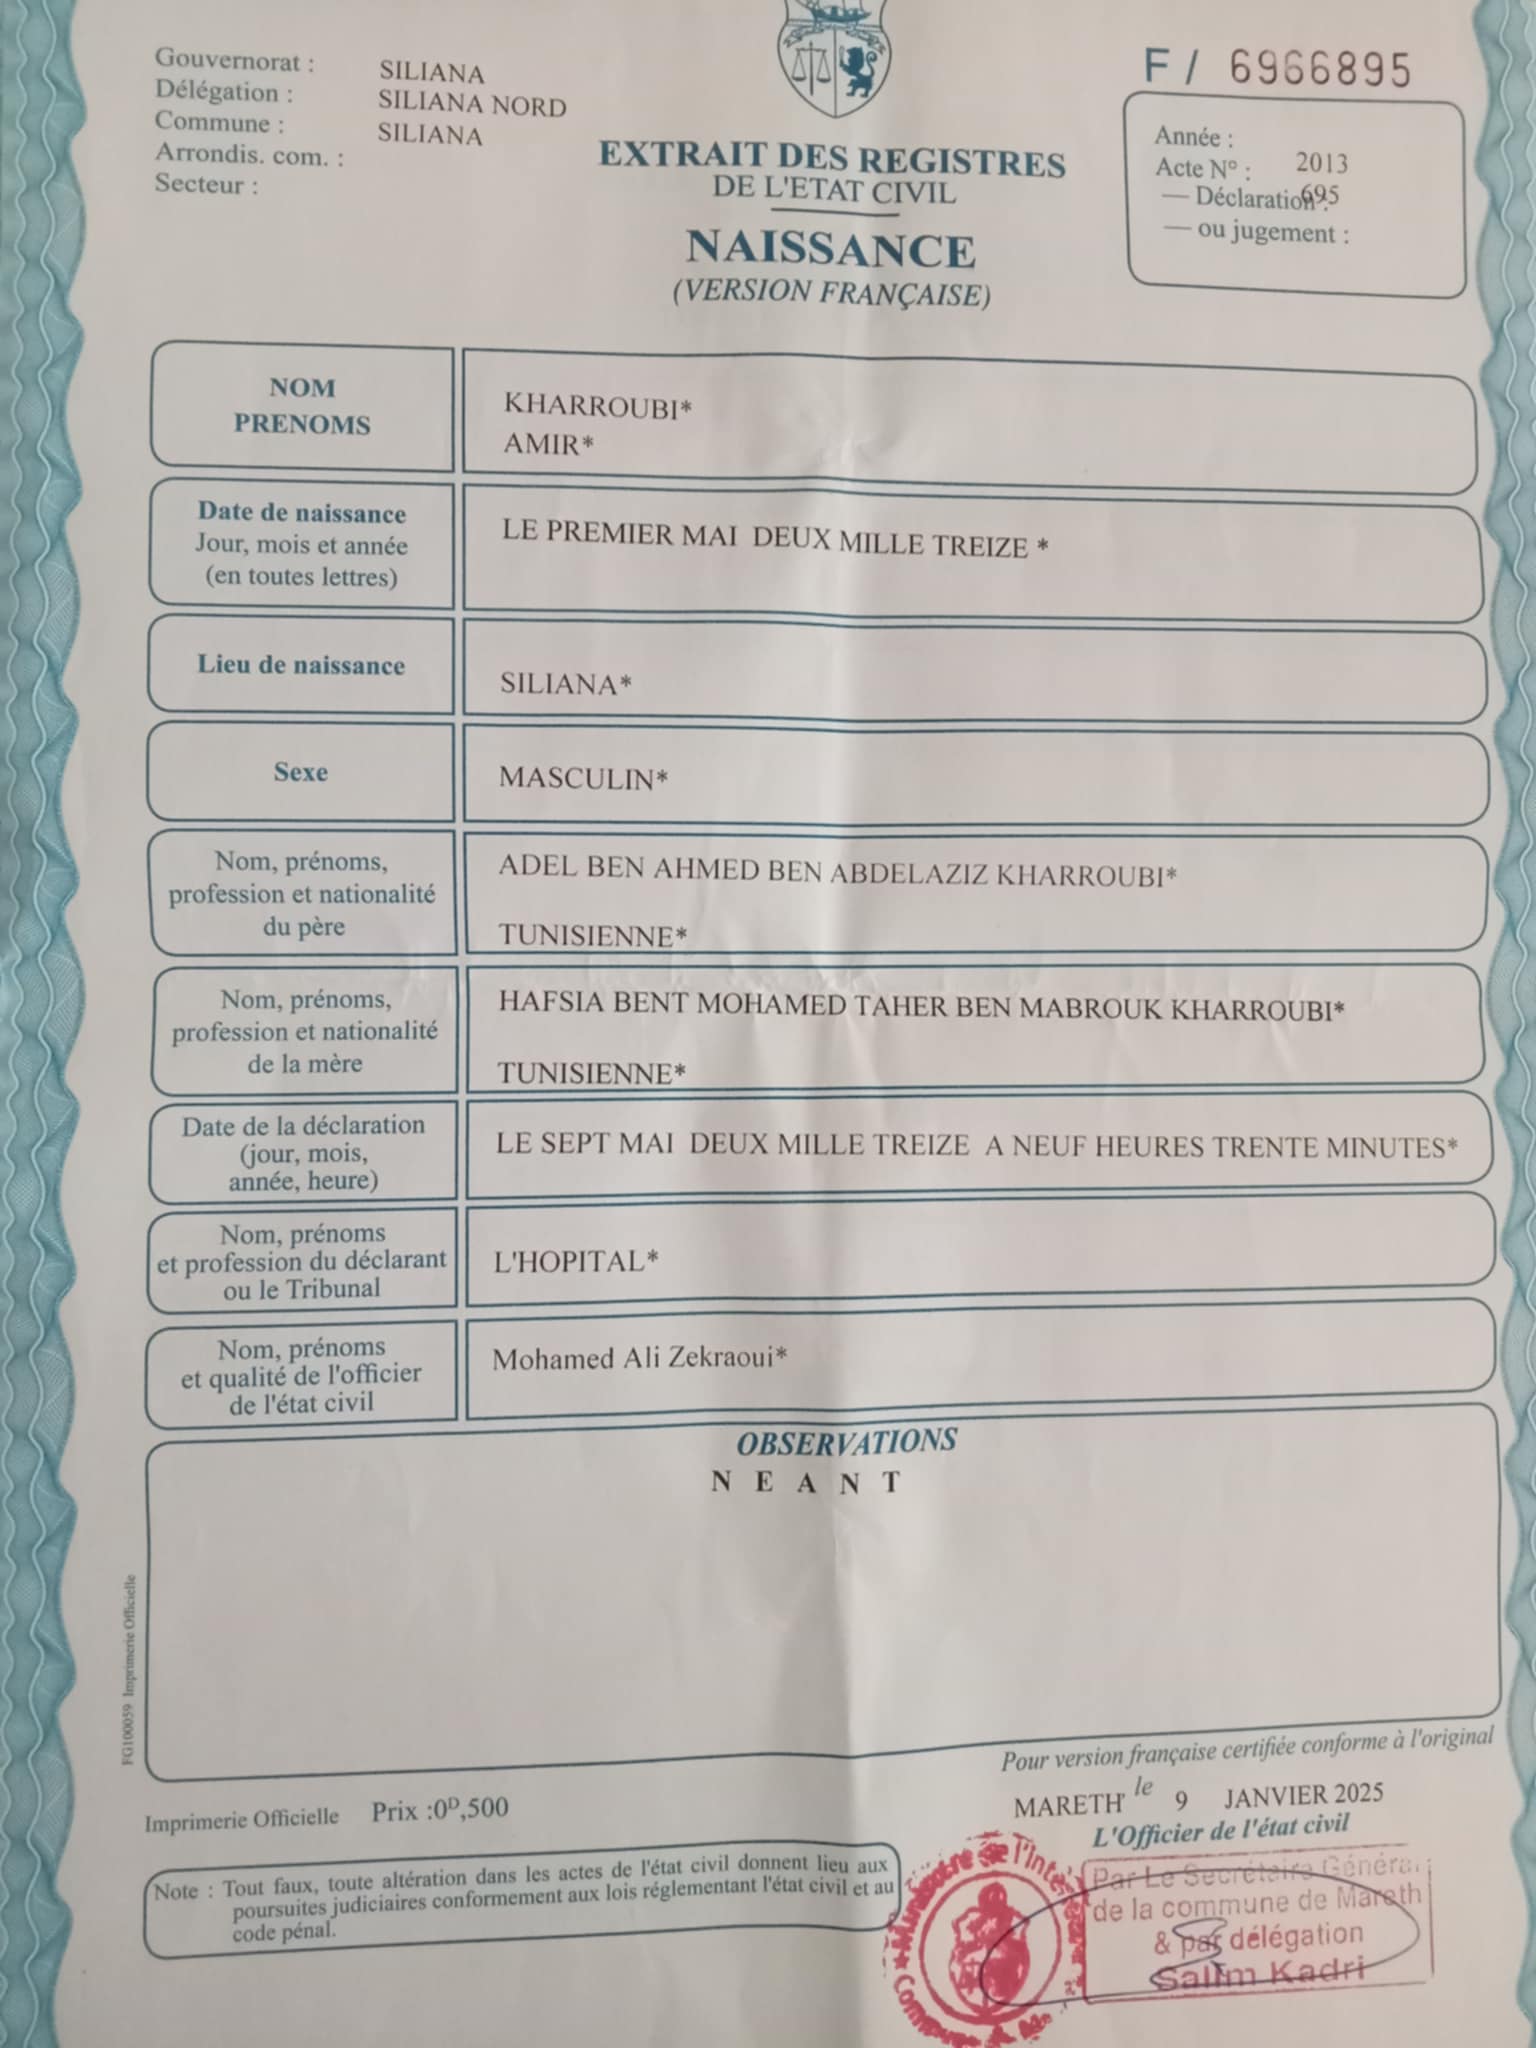 Gouvernorat : SILIANA
Délégation : SILIANA NORD
Commune : SILIANA
Arrondis. com. :
Secteur :
EXTRAIT DES REGISTRES
DE L'ETAT CIVIL
NAISSANCE
(VERSION FRANÇAISE)
F / 6966895
Année :
Acte N° : 2013
— Déclaration : 695
— ou jugement :
NOM
PRENOMS
KHARROUBI*
AMIR*
Date de naissance
Jour, mois et année
(en toutes lettres)
LE PREMIER MAI DEUX MILLE TREIZE *
Lieu de naissance
SILIANA*
Sexe
MASCULIN*
Nom, prénoms,
profession et nationalité
du père
ADEL BEN AHMED BEN ABDELAZIZ KHARROUBI*
TUNISIENNE*
Nom, prénoms,
profession et nationalité
de la mère
HAFSIA BENT MOHAMED TAHER BEN MABROUK KHARROUBI*
TUNISIENNE*
Date de la déclaration
(jour, mois,
année, heure)
LE SEPT MAI DEUX MILLE TREIZE A NEUF HEURES TRENTE MINUTES*
Nom, prénoms
et profession du déclarant
ou le Tribunal
L'HOPITAL*
Nom, prénoms
et qualité de l'officier
de l'état civil
Mohamed Ali Zekraoui*
OBSERVATIONS
N E A N T
FG100059 Imprimerie Officielle
Pour version française certifiée conforme à l'original
MARETH le 9 JANVIER 2025
L'Officier de l'état civil
Imprimerie Officielle Prix :0ᴰ,500
Note : Tout faux, toute altération dans les actes de l'état civil donnent lieu aux
poursuites judiciaires conformement aux lois réglementant l'état civil et au
code pénal.
Par Le Secrétaire Général
de la commune de Mareth
& par délégation
Salim Kadri